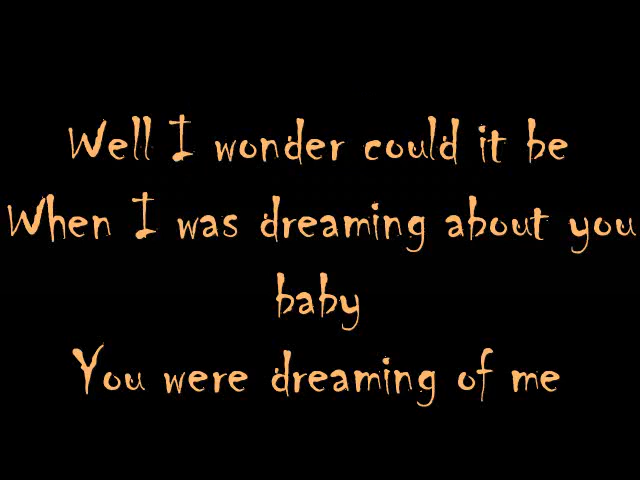 Well I wonder could it be
When I was dreaming about you
baby
You were dreaming of me